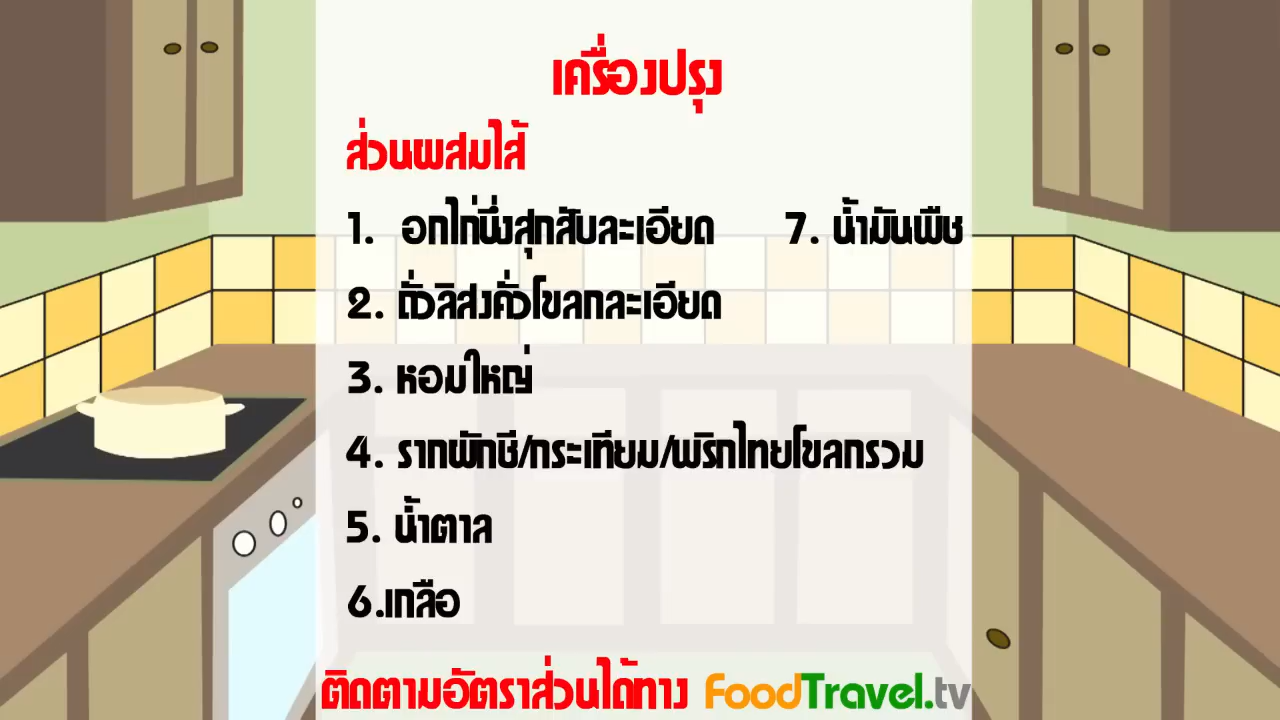 เครื่องปรุง
ส่วนผสมไส้
1. อกไก่นึ่งสุกสับละเอียด 7. น้ำมันพืช
2. ถั่วลิสงคั่วโขลกละเอียด
3. หอมใหญ่
4. รากผักชี/กระเทียม/พริกไทยโขลกรวม
5. น้ำตาล
6.เกลือ
ติดตามอัตราส่วนได้ทาง FoodTravel.tv